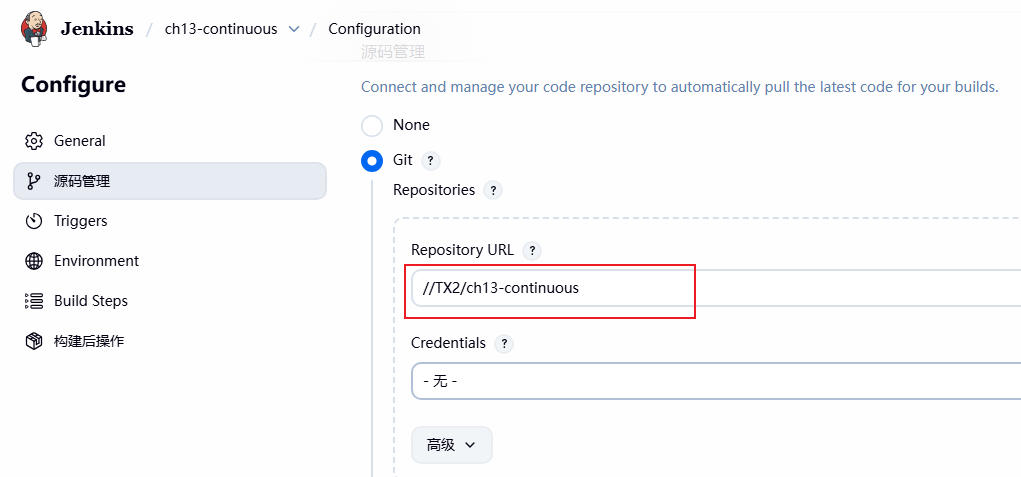 Jenkins / ch13-continuous / Configuration
源码管理
Configure
Connect and manage your code repository to automatically pull the latest code for your builds.
General
None
源码管理
Git ?
Repositories ?
Triggers
Repository URL ?
Environment
//TX2/ch13-continuous
Build Steps
构建后操作
Credentials ?
- 无 -
高级